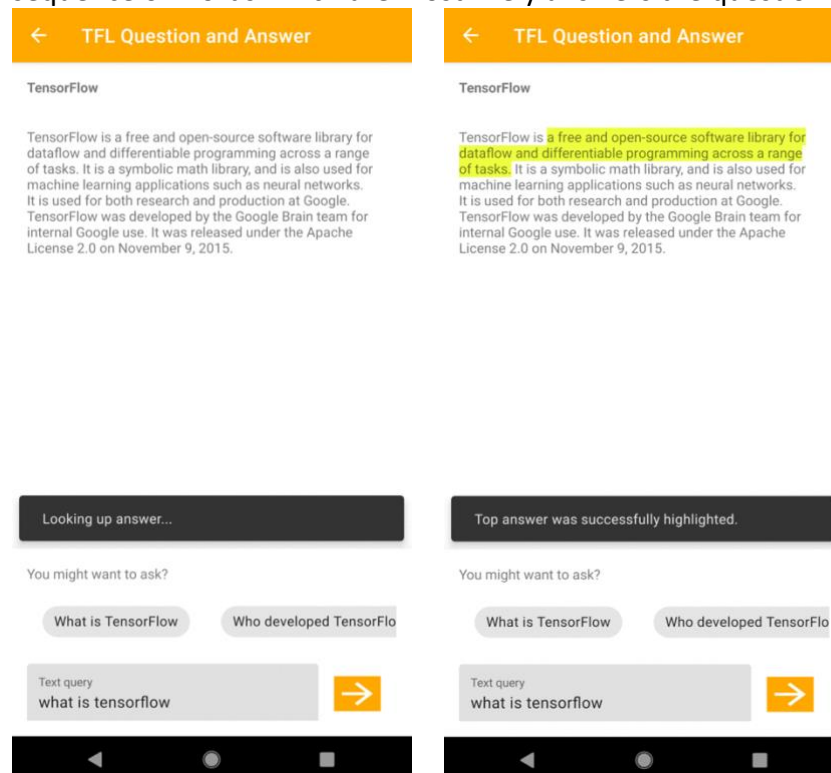 TFL Question and Answer
TensorFlow
TensorFlow is a free and open-source software library for
dataflow and differentiable programming across a range
of tasks. It is a symbolic math library, and is also used for
machine learning applications such as neural networks.
It is used for both research and production at Google.
TensorFlow was developed by the Google Brain team for
internal Google use. It was released under the Apache
License 2.0 on November 9, 2015.
Looking up answer...
You might want to ask?
What is TensorFlow
Who developed TensorFlo
Text query
what is tensorflow
TFL Question and Answer
TensorFlow
TensorFlow is a free and open-source software library for
dataflow and differentiable programming across a range
of tasks. It is a symbolic math library, and is also used for
machine learning applications such as neural networks.
It is used for both research and production at Google.
TensorFlow was developed by the Google Brain team for
internal Google use. It was released under the Apache
License 2.0 on November 9, 2015.
Top answer was successfully highlighted.
You might want to ask?
What is TensorFlow
Who developed TensorFlo
Text query
what is tensorflow